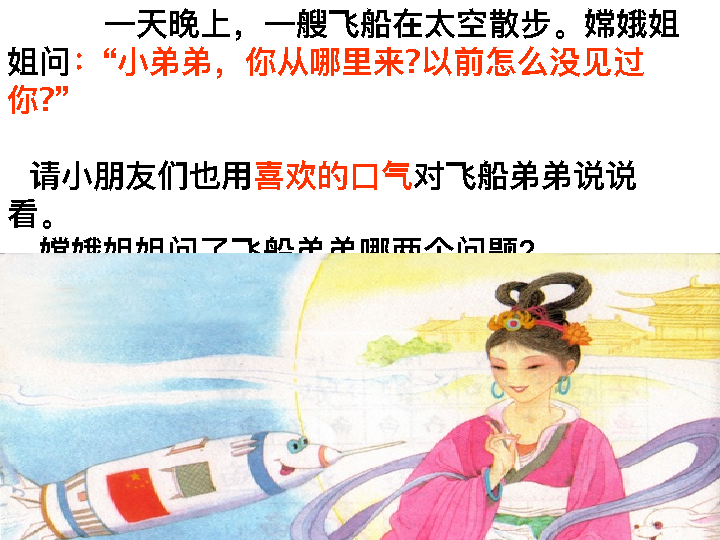 一天晚上，一艘飞船在太空散步。嫦娥姐
姐问：“小弟弟，你从哪里来?以前怎么没见过
你?”
请小朋友们也用喜欢的口气对飞船弟弟说说
看。
嫦娥姐姐问了飞船弟弟哪两个问题?